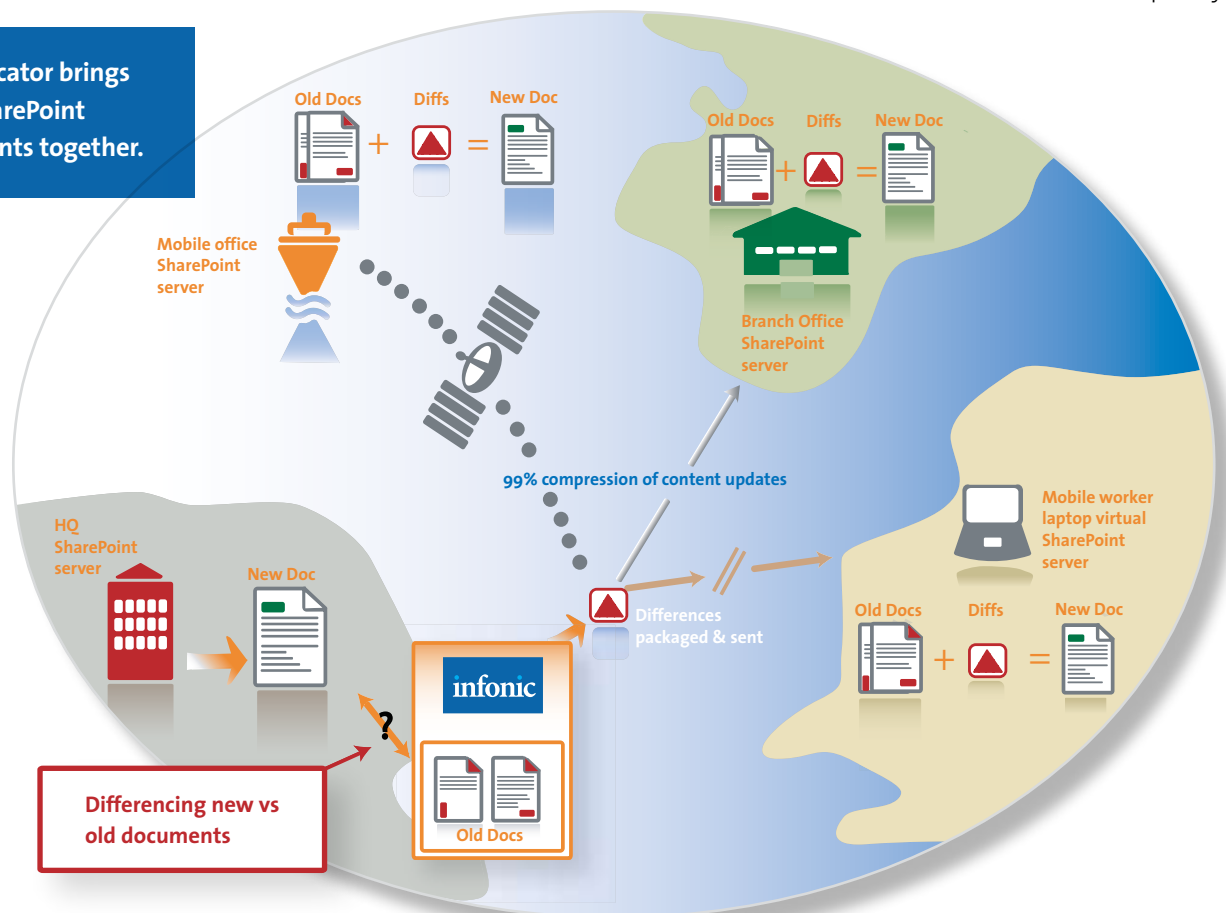 cator brings
arePoint
nts together.
Old Docs
Diffs
New Doc
+
=
Mobile office
SharePoint
server
Old Docs
Diffs
New Doc
+
=
Branch Office
SharePoint
server
99% compression of content updates
HQ
SharePoint
server
New Doc
Differences
packaged & sent
Mobile worker
laptop virtual
SharePoint
server
Old Docs
Diffs
New Doc
+
=
infonic
?
Old Docs
Differencing new vs
old documents